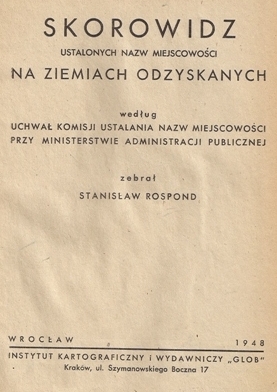 SKOROWIDZ
USTALONYCH NAZW MIEJSCOWOŚCI
NA ZIEMIACH ODZYSKANYCH
według
UCHWAŁ KOMISJI USTALANIA NAZW MIEJSCOWOŚCI
PRZY MINISTERSTWIE ADMINISTRACJI PUBLICZNEJ
zebrał
STANISŁAW ROSPOND
WROCŁAW 1948
INSTYTUT KARTOGRAFICZNY I WYDAWNICZY „GLOB”
Kraków, ul. Szymanowskiego Boczna 17